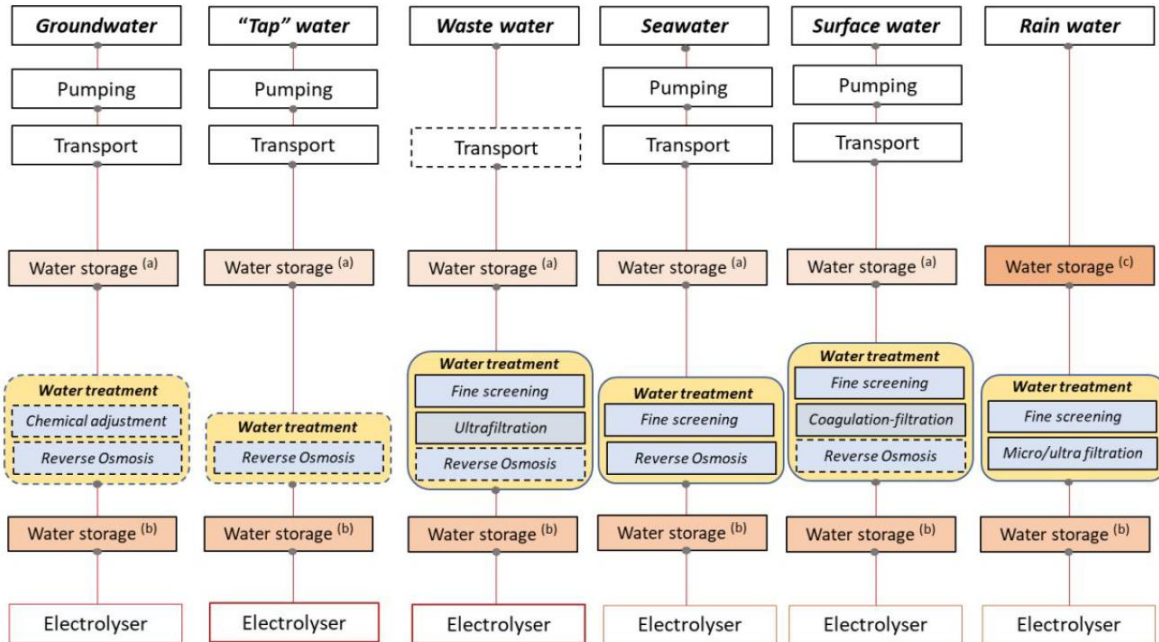 Groundwater
"Tap" water
Waste water
Seawater
Surface water
Rain water
Pumping
Pumping
Pumping
Pumping
Transport
Transport
Transport
Transport
Transport
Water storage (a)
Water storage (a)
Water storage (a)
Water storage (a)
Water storage (a)
Water storage (c)
Water treatment
Chemical adjustment
Reverse Osmosis
Water treatment
Reverse Osmosis
Water treatment
Fine screening
Ultrafiltration
Reverse Osmosis
Water treatment
Fine screening
Reverse Osmosis
Water treatment
Fine screening
Coagulation-filtration
Reverse Osmosis
Water treatment
Fine screening
Micro/ultra filtration
Water storage (b)
Water storage (b)
Water storage (b)
Water storage (b)
Water storage (b)
Water storage (b)
Electrolyser
Electrolyser
Electrolyser
Electrolyser
Electrolyser
Electrolyser